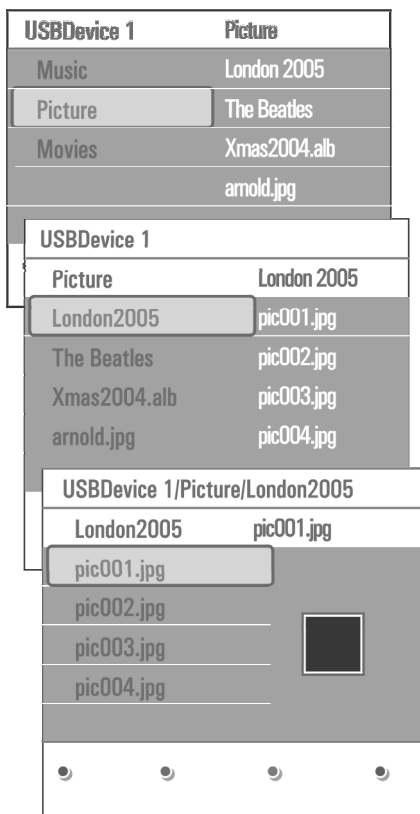 USBDevice 1 Picture
Music London 2005
Picture The Beatles
Movies Xmas2004.alb
arnold.jpg
USBDevice 1
Picture London 2005
London2005 pic001.jpg
The Beatles pic002.jpg
Xmas2004.alb pic003.jpg
arnold.jpg pic004.jpg
USBDevice 1/Picture/London2005
London2005 pic001.jpg
pic001.jpg
pic002.jpg
pic003.jpg
pic004.jpg